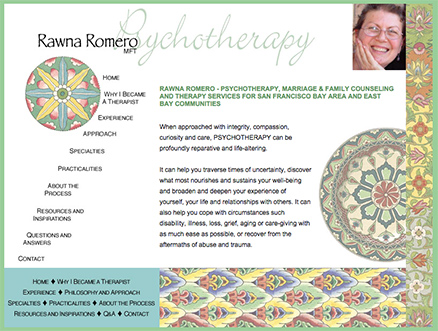 Psychotherapy
Rawna Romero
MFT
HOME
WHY I BECAME
A THERAPIST
EXPERIENCE
APPROACH
SPECIALTIES
PRACTICALITIES
ABOUT THE
PROCESS
RESOURCES AND
INSPIRATIONS
QUESTIONS AND
ANSWERS
CONTACT
RAWNA ROMERO - PSYCHOTHERAPY, MARRIAGE & FAMILY COUNSELING
AND THERAPY SERVICES FOR SAN FRANCISCO BAY AREA AND EAST
BAY COMMUNITIES
When approached with integrity, compassion,
curiosity and care, PSYCHOTHERAPY can be
profoundly reparative and life-altering.
It can help you traverse times of uncertainty, discover
what most nourishes and sustains your well-being
and broaden and deepen your experience of
yourself, your life and relationships with others. It can
also help you cope with circumstances such
disability, illness, loss, grief, aging or care-giving with
as much ease as possible, or recover from the
aftermaths of abuse and trauma.
HOME ♦ WHY I BECAME A THERAPIST
EXPERIENCE ♦ PHILOSOPHY AND APPROACH
SPECIALTIES ♦ PRACTICALITIES ♦ ABOUT THE PROCESS
RESOURCES AND INSPIRATIONS ♦ Q&A ♦ CONTACT